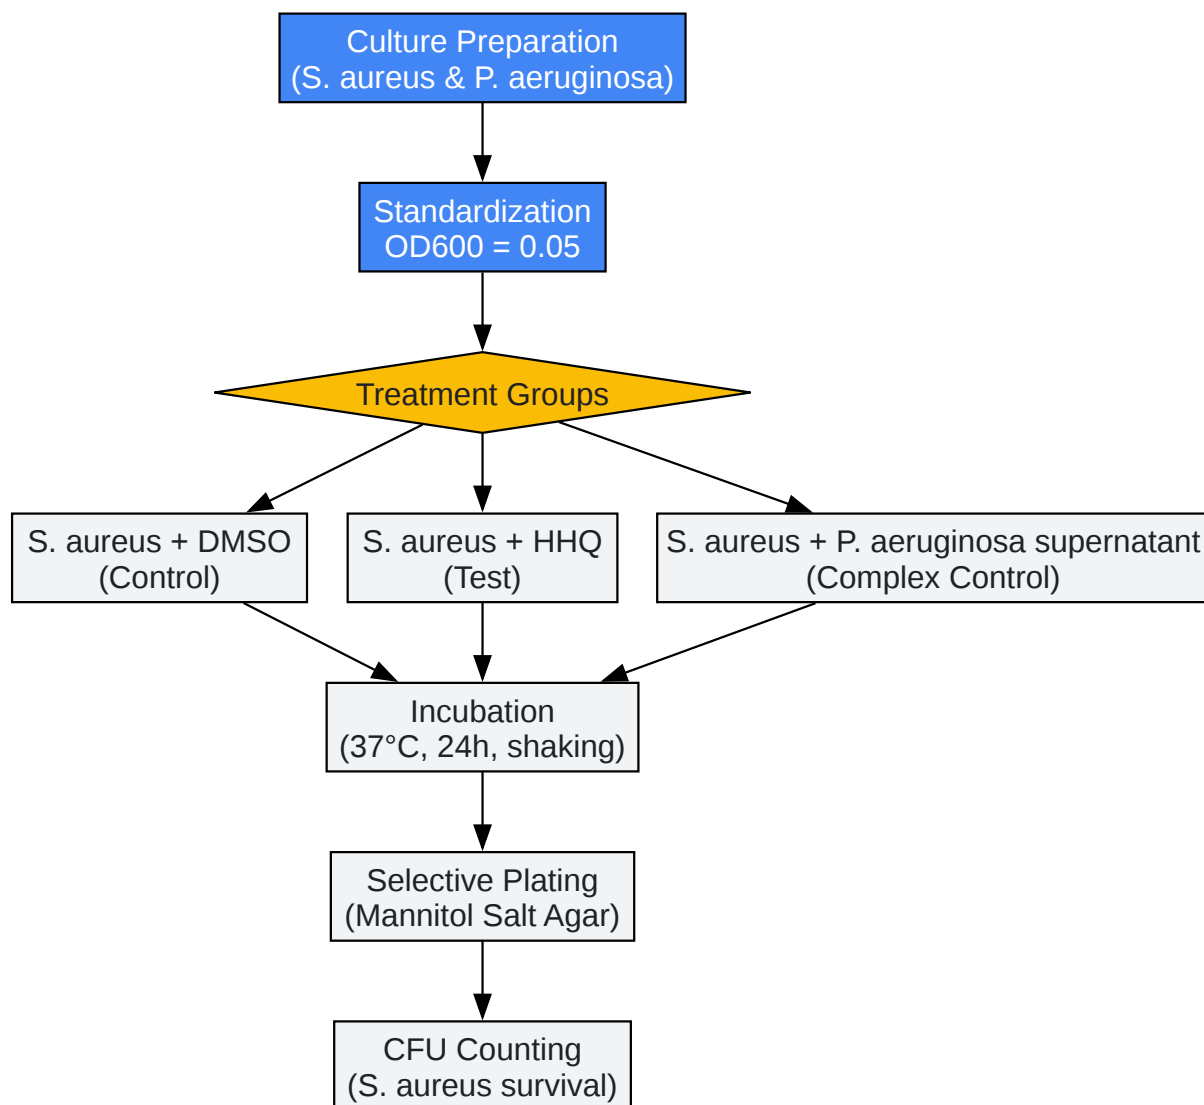 Culture Preparation
(S. aureus & P. aeruginosa)
Standardization
OD600 = 0.05
Treatment Groups
S. aureus + DMSO
(Control)
S. aureus + HHQ
(Test)
S. aureus + P. aeruginosa supernatant
(Complex Control)
Incubation
(37°C, 24h, shaking)
Selective Plating
(Mannitol Salt Agar)
CFU Counting
(S. aureus survival)